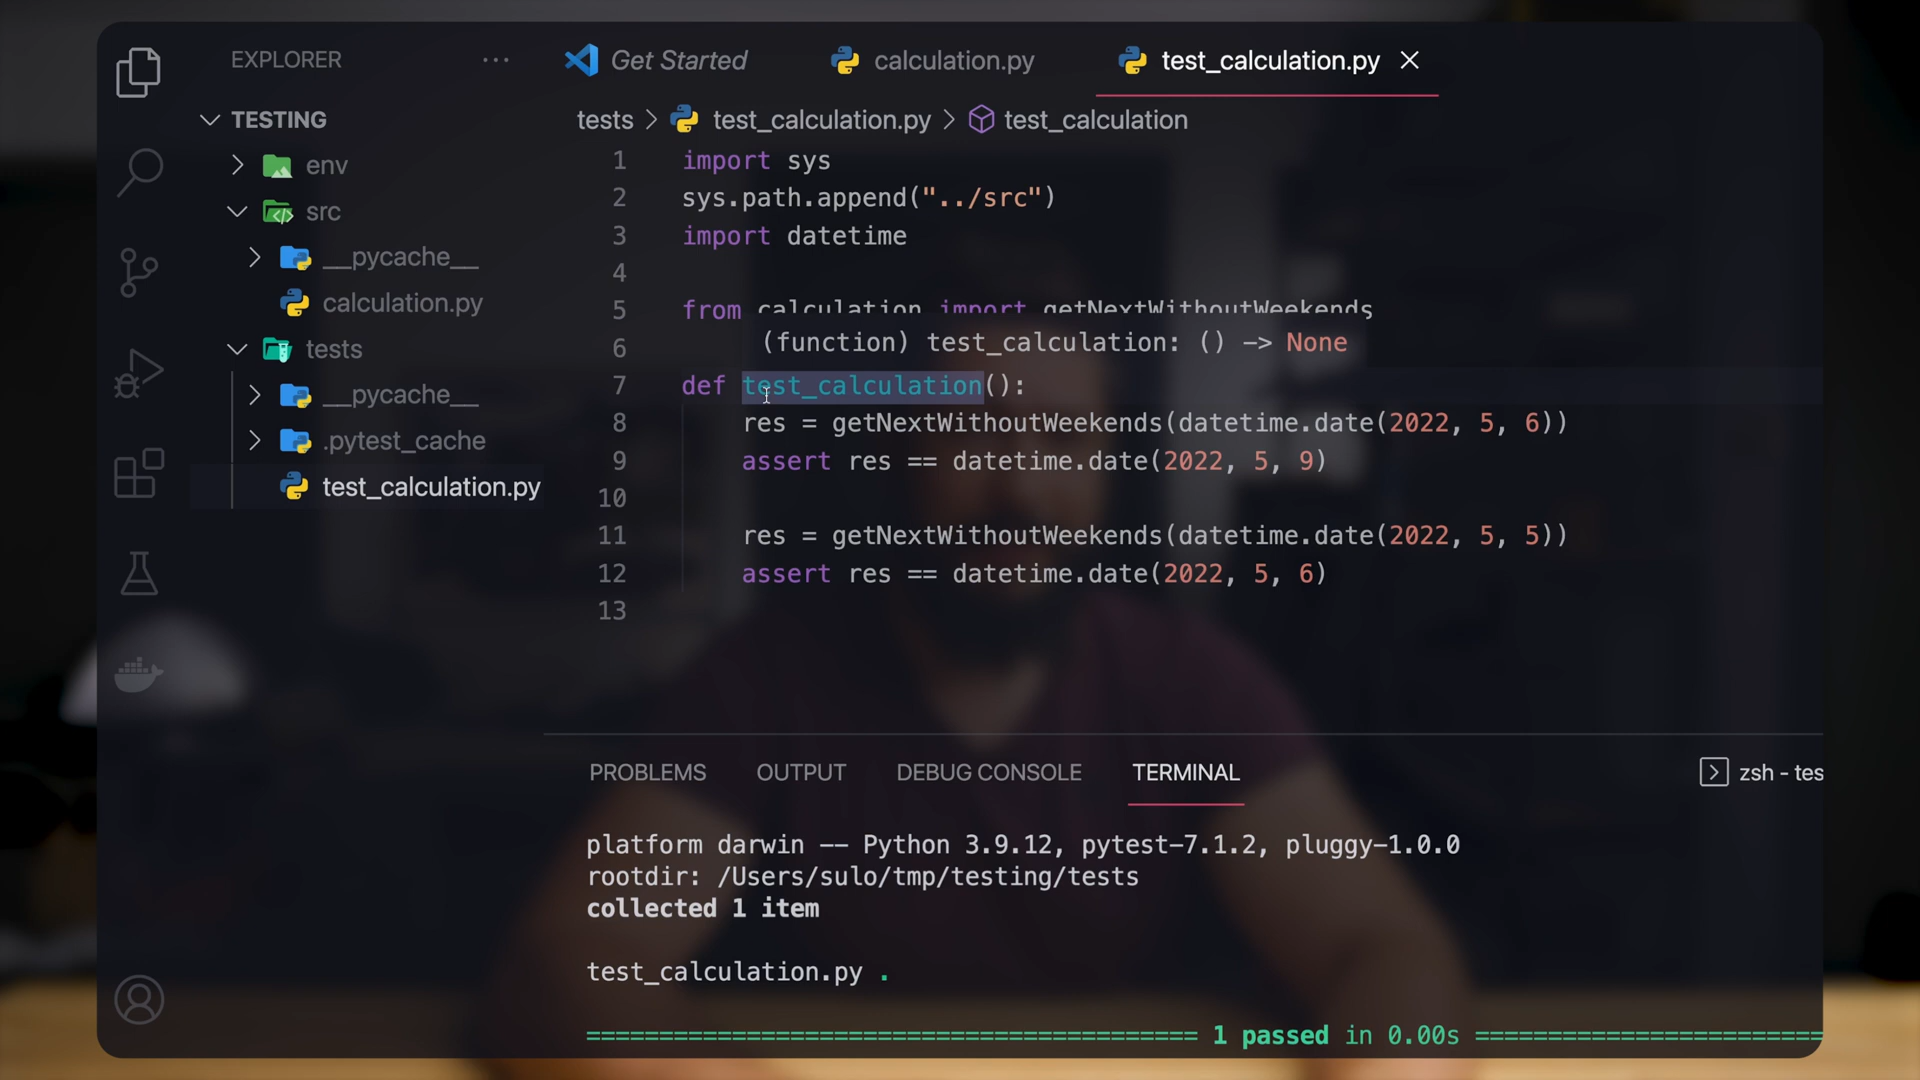 EXPLORER
TESTING
env
src
__pycache__
calculation.py
tests
__pycache__
.pytest_cache
test_calculation.py
Get Started
calculation.py
test_calculation.py
tests > test_calculation.py > test_calculation
1 import sys
2 sys.path.append("../src")
3 import datetime
4
5 from calculation import getNextWithoutWeekends
6 (function) test_calculation: () -> None
7 def test_calculation():
8 res = getNextWithoutWeekends(datetime.date(2022, 5, 6))
9 assert res == datetime.date(2022, 5, 9)
10
11 res = getNextWithoutWeekends(datetime.date(2022, 5, 5))
12 assert res == datetime.date(2022, 5, 6)
13
PROBLEMS OUTPUT DEBUG CONSOLE TERMINAL
zsh - tes
platform darwin -- Python 3.9.12, pytest-7.1.2, pluggy-1.0.0
rootdir: /Users/sulo/tmp/testing/tests
collected 1 item
test_calculation.py .
========================================== 1 passed in 0.00s ========================